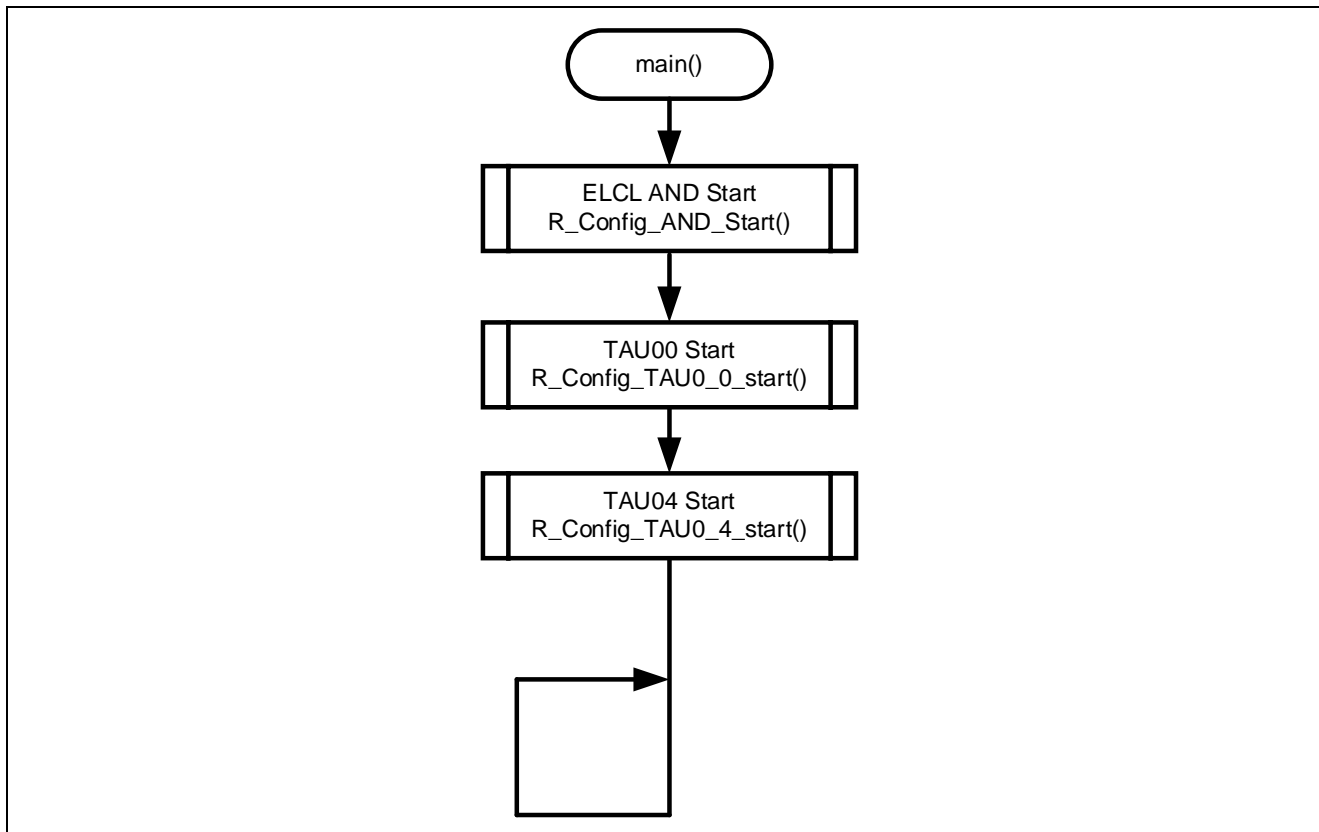 main()
ELCL AND Start
R_Config_AND_Start()
TAU00 Start
R_Config_TAU0_0_start()
TAU04 Start
R_Config_TAU0_4_start()